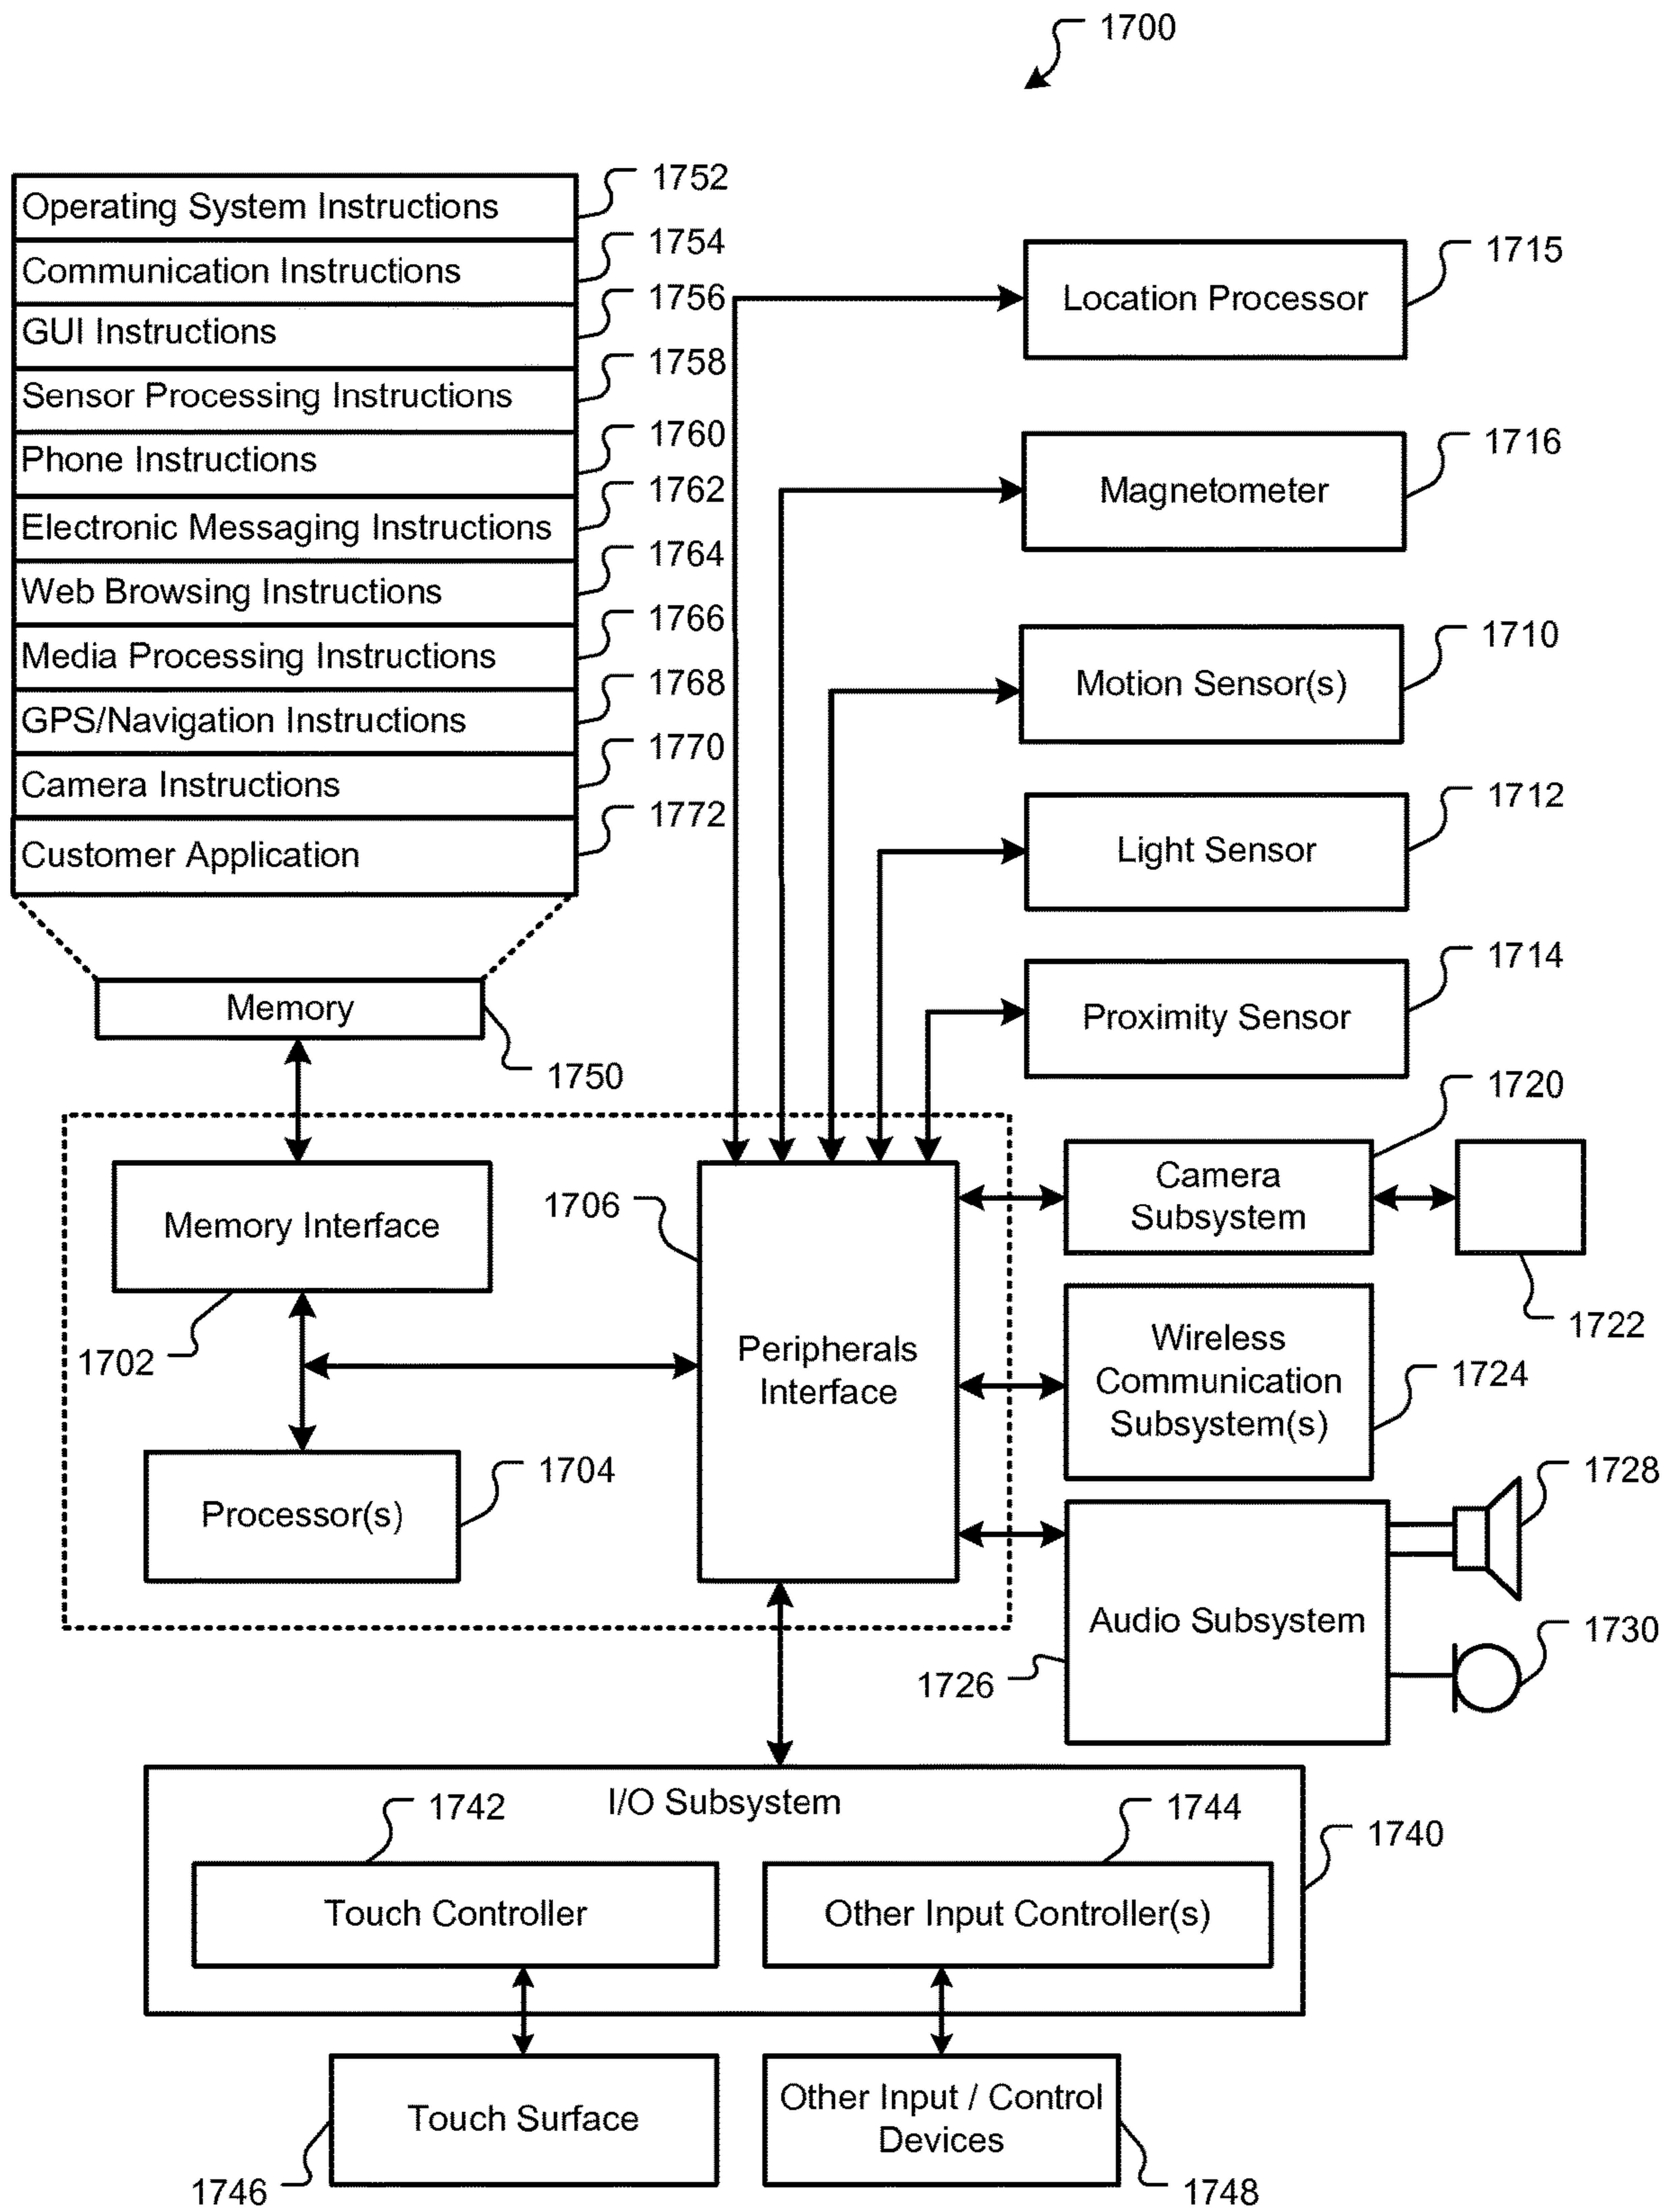 1700
Operating System Instructions
1752
Communication Instructions
1754
GUI Instructions
1756
Sensor Processing Instructions
1758
Phone Instructions
1760
Electronic Messaging Instructions
1762
Web Browsing Instructions
1764
Media Processing Instructions
1766
GPS/Navigation Instructions
1768
Camera Instructions
1770
Customer Application
1772
Memory
1750
Location Processor
1715
Magnetometer
1716
Motion Sensor(s)
1710
Light Sensor
1712
Proximity Sensor
1714
Memory Interface
1702
Processor(s)
1704
1706
Peripherals
Interface
1720
Camera
Subsystem
1722
Wireless
Communication
Subsystem(s)
1724
Audio Subsystem
1726
1728
1730
I/O Subsystem
1740
1742
Touch Controller
1744
Other Input Controller(s)
Touch Surface
1746
Other Input / Control
Devices
1748